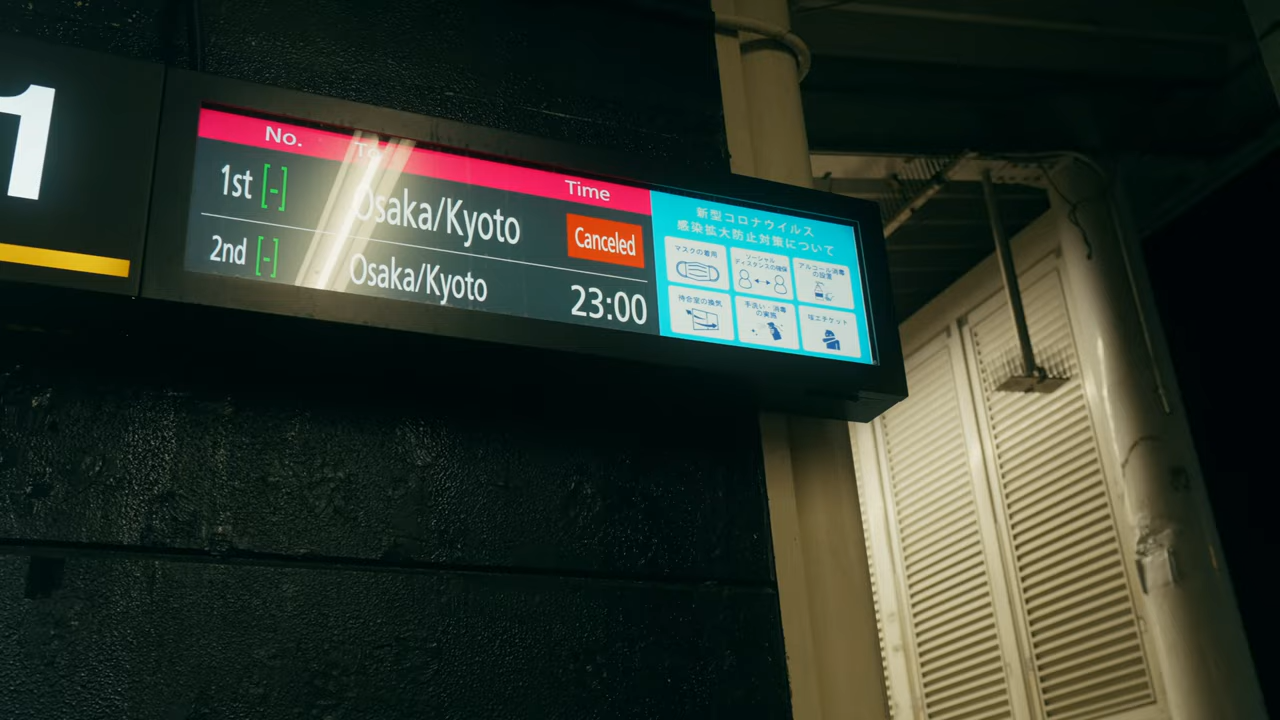 1
No. To Time
1st [-] Osaka/Kyoto Canceled
2nd [-] Osaka/Kyoto 23:00
新型コロナウイルス
感染拡大防止対策について
マスクの着用
ソーシャル
ディスタンスの確保
アルコール消毒
の設置
待合室の換気
手洗い・消毒
の実施
咳エチケット